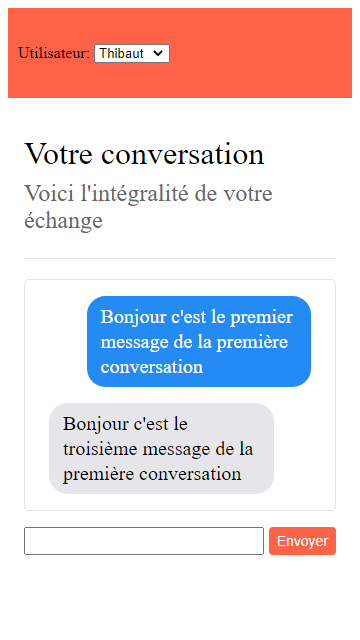 Utilisateur: Thibaut
Votre conversation
Voici l'intégralité de votre
échange
Bonjour c'est le premier
message de la première
conversation
Bonjour c'est le
troisième message de la
première conversation
Envoyer